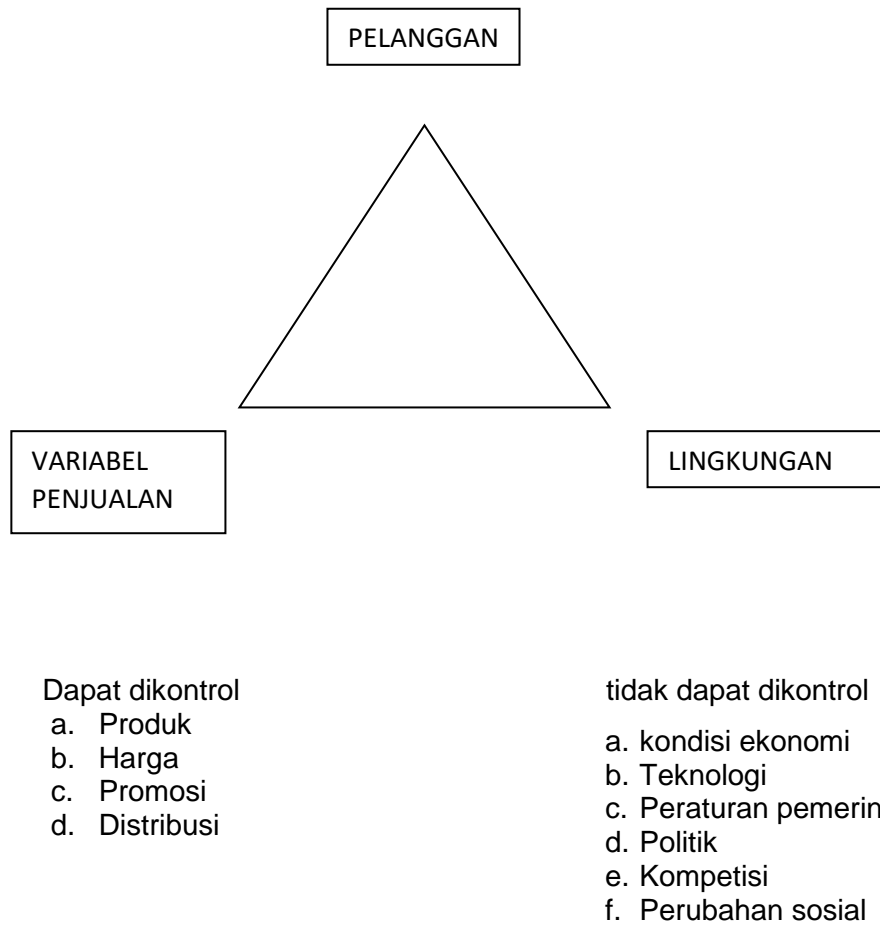 PELANGGAN
VARIABEL
PENJUALAN
LINGKUNGAN
Dapat dikontrol
a. Produk
b. Harga
c. Promosi
d. Distribusi
tidak dapat dikontrol
a. kondisi ekonomi
b. Teknologi
c. Peraturan
d. Politik
e. Kompetisi
f. Perubahan sosial